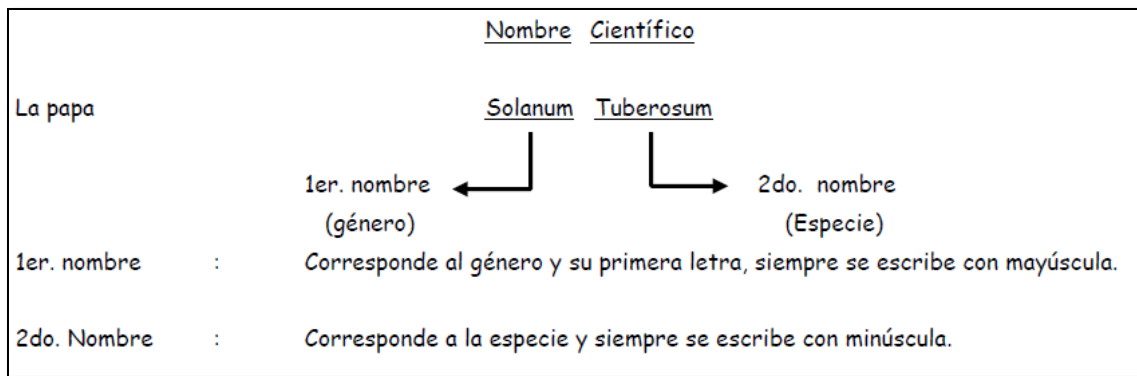 Nombre Científico
La papa Solanum Tuberosum
1er. nombre 2do. nombre
(género) (Especie)
1er. nombre : Corresponde al género y su primera letra, siempre se escribe con mayúscula.
2do. Nombre : Corresponde a la especie y siempre se escribe con minúscula.